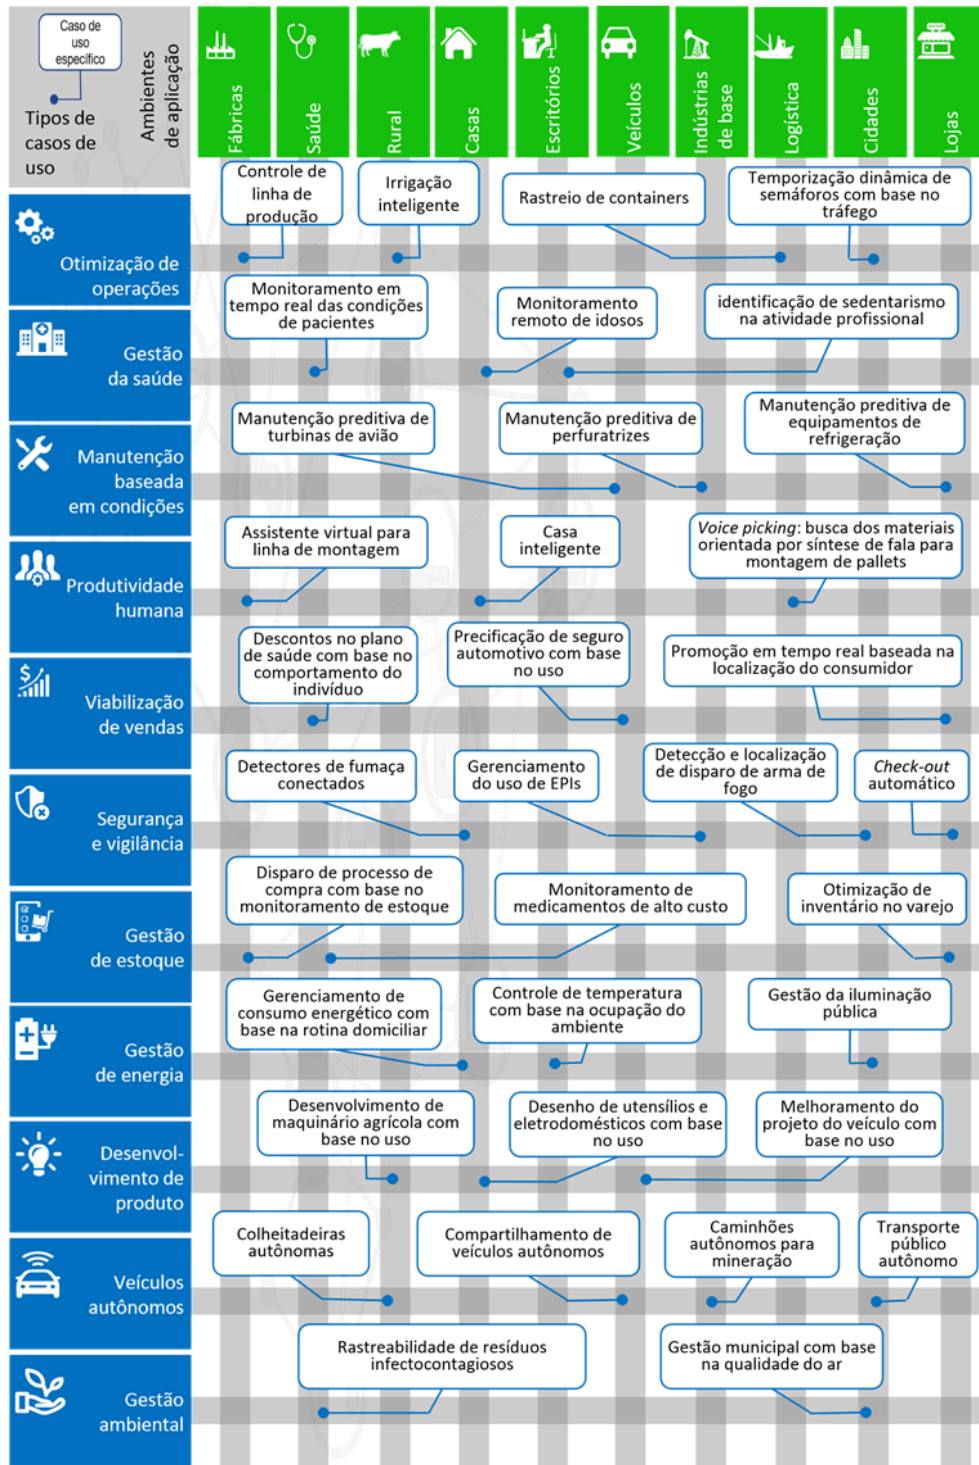 Caso de
uso
específico
Tipos de
casos de
uso
Ambientes
de aplicação
Fábricas
Saúde
Rural
Casas
Escritórios
Veículos
Indústrias
de base
Logística
Cidades
Lojas
Otimização de
operações
Controle de
linha de
produção
Irrigação
inteligente
Rastreio de containers
Temporização dinâmica de
semáforos com base no
tráfego
Gestão
da saúde
Monitoramento em
tempo real das condições
de pacientes
Monitoramento
remoto de idosos
identificação de sedentarismo
na atividade profissional
Manutenção
baseada
em condições
Manutenção preditiva de
turbinas de avião
Manutenção preditiva de
perfuratrizes
Manutenção preditiva de
equipamentos de
refrigeração
Produtividade
humana
Assistente virtual para
linha de montagem
Casa
inteligente
Voice picking: busca dos materiais
orientada por síntese de fala para
montagem de pallets
Viabilização
de vendas
Descontos no plano
de saúde com base no
comportamento do
indivíduo
Precificação de seguro
automotivo com base
no uso
Promoção em tempo real baseada na
localização do consumidor
Segurança
e vigilância
Detectores de fumaça
conectados
Gerenciamento
do uso de EPIs
Detecção e localização
de disparo de arma de
fogo
Check-out
automático
Gestão
de estoque
Disparo de processo de
compra com base no
monitoramento de estoque
Monitoramento de
medicamentos de alto custo
Otimização de
inventário no varejo
Gestão
de energia
Gerenciamento de
consumo energético com
base na rotina domiciliar
Controle de temperatura
com base na ocupação do
ambiente
Gestão da iluminação
pública
Desenvol-
vimento de
produto
Desenvolvimento de
maquinário agrícola com
base no uso
Desenho de utensílios e
eletrodomésticos com base
no uso
Melhoramento do
projeto do veículo com
base no uso
Veículos
autônomos
Colheitadeiras
autônomas
Compartilhamento de
veículos autônomos
Caminhões
autônomos para
mineração
Transporte
público
autônomo
Gestão
ambiental
Rastreabilidade de resíduos
infectocontagiosos
Gestão municipal com base
na qualidade do ar